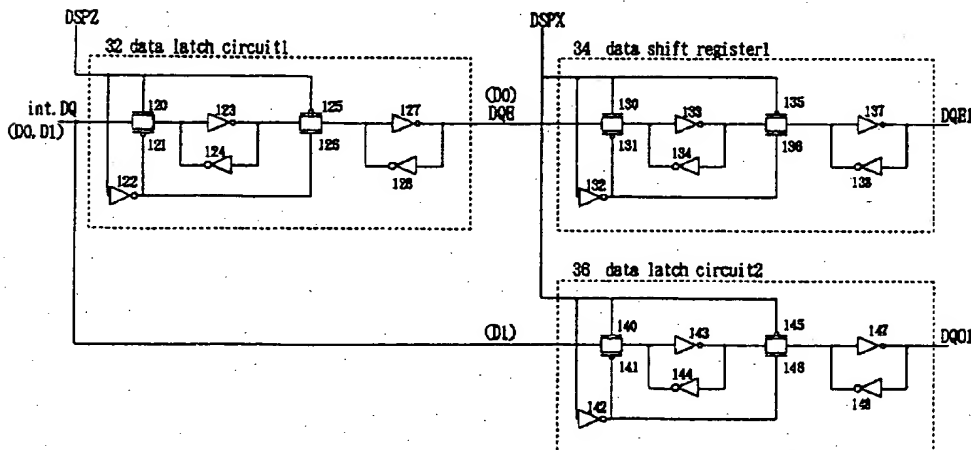 DSPZ
DSPX
32 data latch circuit1
34 data shift register1
int.DQ
(D0,D1)
120
121
122
123
124
125
126
127
128
(D0)
DQE
130
131
132
133
134
135
136
137
138
DQE1
36 data latch circuit2
(D1)
140
141
142
143
144
145
146
147
148
DQO1